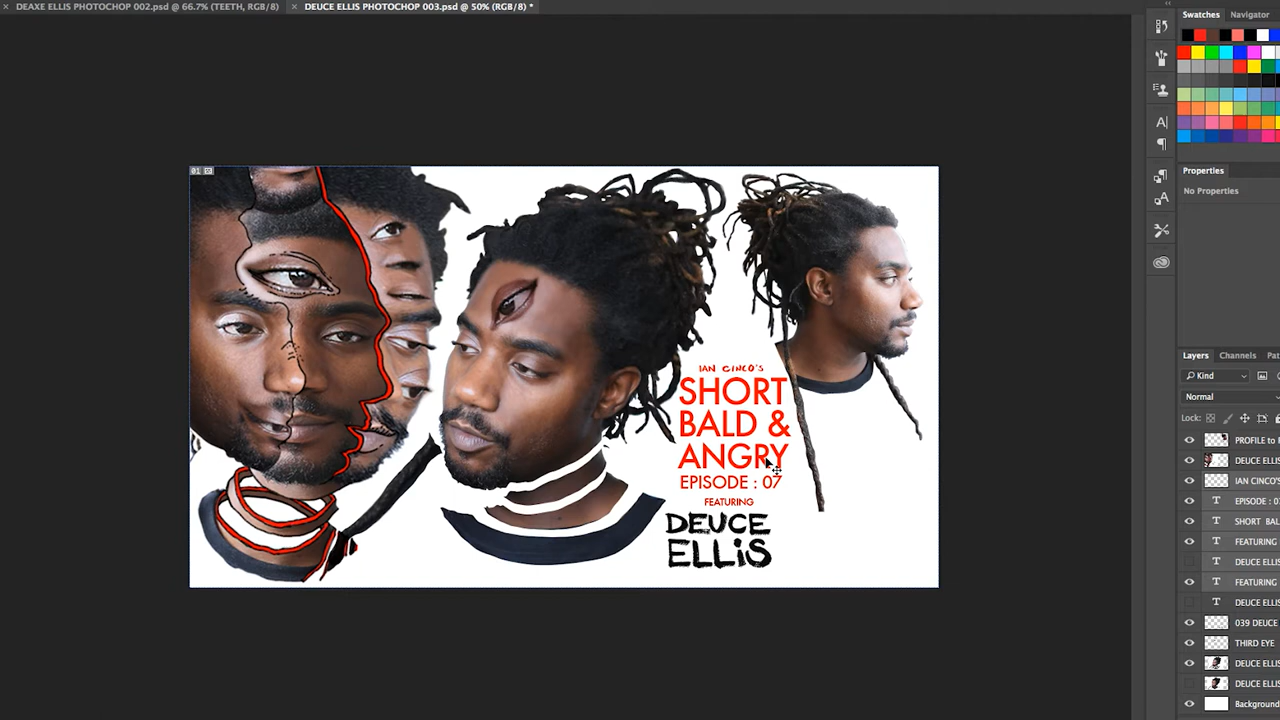 DEAXE ELLIS PHOTOCHOP 002.psd @ 66.7% (TEETH, RGB/8)
DEUCE ELLIS PHOTOCHOP 003.psd @ 50% (RGB/8) *
Swatches
Navigator
01
Properties
No Properties
IAN CINCO'S
SHORT
BALD &
ANGRY
EPISODE : 07
FEATURING
DEUCE
ELLiS
Layers
Channels
Pat
Kind
Normal
Lock:
PROFILE to
DEUCE ELLIS
IAN CINCO'S
T EPISODE : 0
T SHORT BAL
T FEATURING
T DEUCE ELLIS
T FEATURING
T DEUCE ELLIS
039 DEUCE
THIRD EYE
DEUCE ELLIS
DEUCE ELLIS
Background